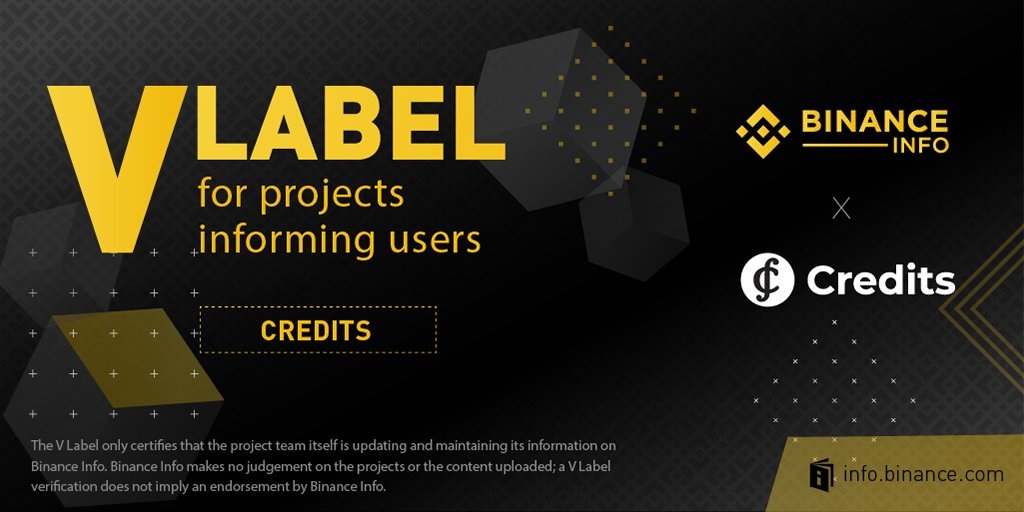 V LABEL
for projects
informing users
CREDITS
The V Label only certifies that the project team itself is updating and maintaining its information on
Binance Info. Binance Info makes no judgement on the projects or the content uploaded; a V Label
verification does not imply an endorsement by Binance Info.
BINANCE
INFO
X
Credits
info.binance.com